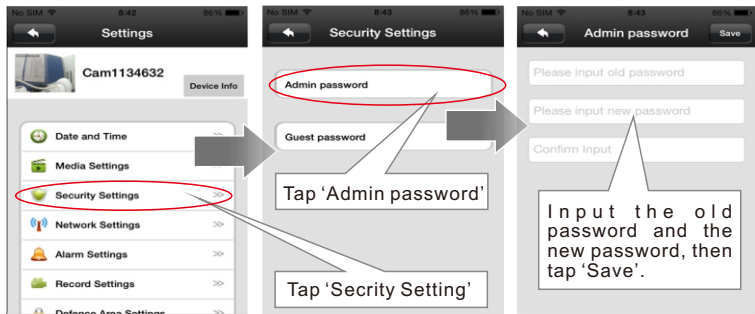 No SIM 8:42 86%
Settings
Cam1134632
Device Info
Date and Time
Media Settings
Security Settings
Network Settings
Alarm Settings
Record Settings
Defence Area Settings
No SIM 8:43 86%
Security Settings
Admin password
Guest password
Tap ‘Admin password’
Tap ‘Secrity Setting’
No SIM 8:43 86%
Admin password
Save
Please input old password
Please input new password
Confirm Input
Input the old
password and the
new password, then
tap ‘Save’.